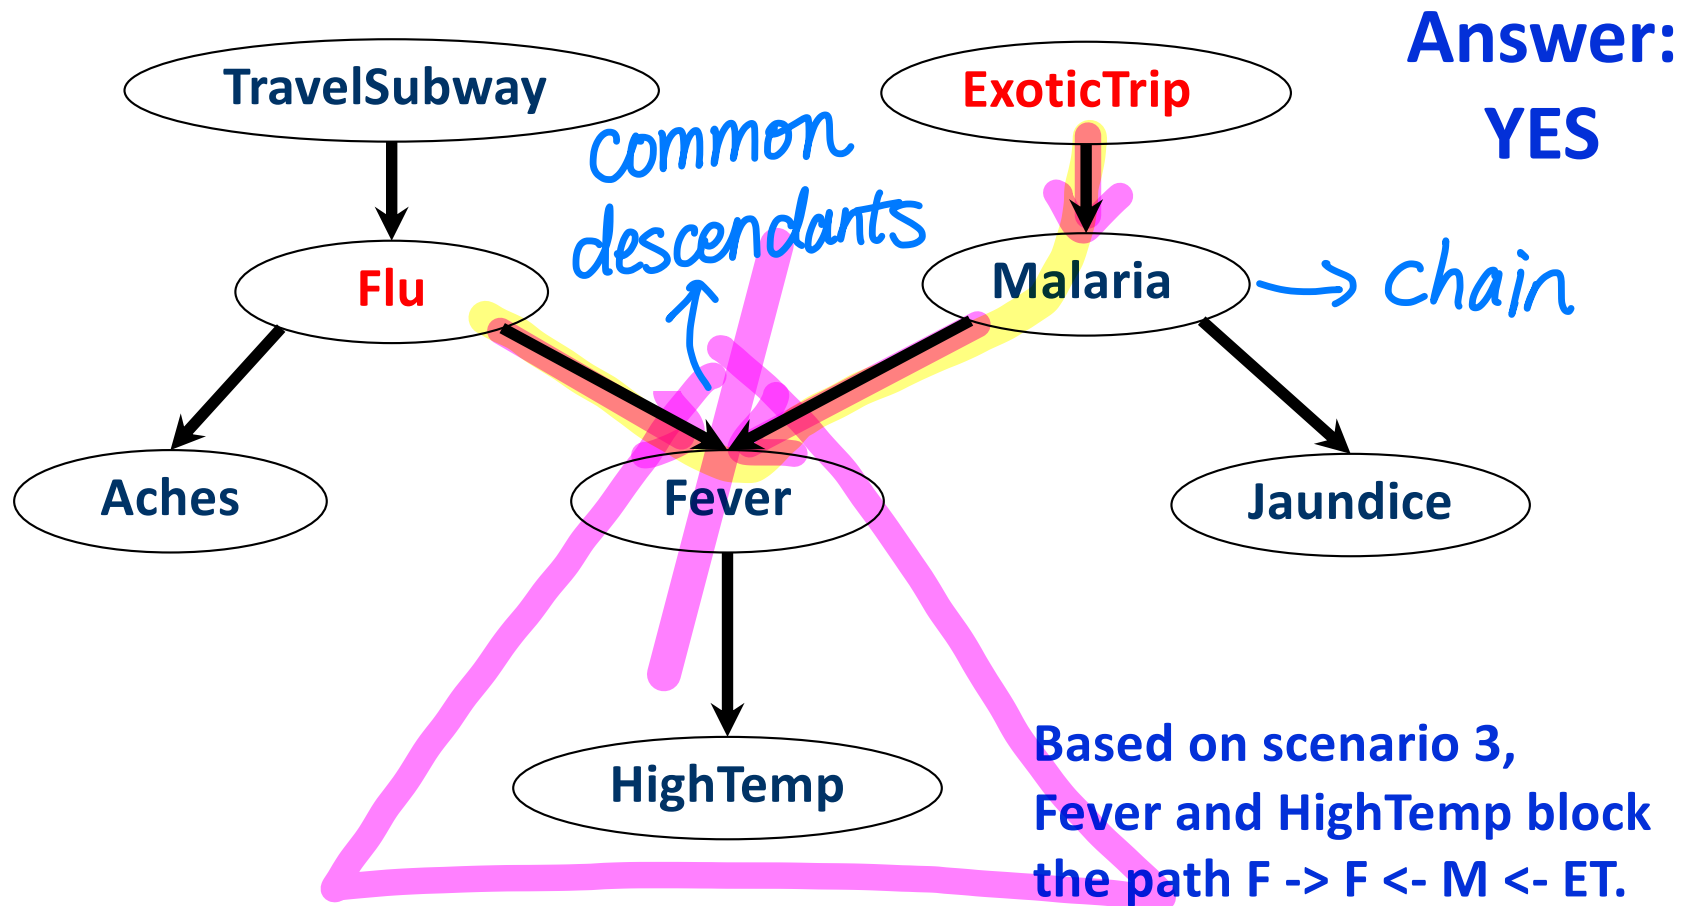 TravelSubway
ExoticTrip
Answer:
YES
common
descendants
Flu
Malaria
chain
Aches
Fever
Jaundice
HighTemp
Based on scenario 3,
Fever and HighTemp block
the path F -> F <- M <- ET.